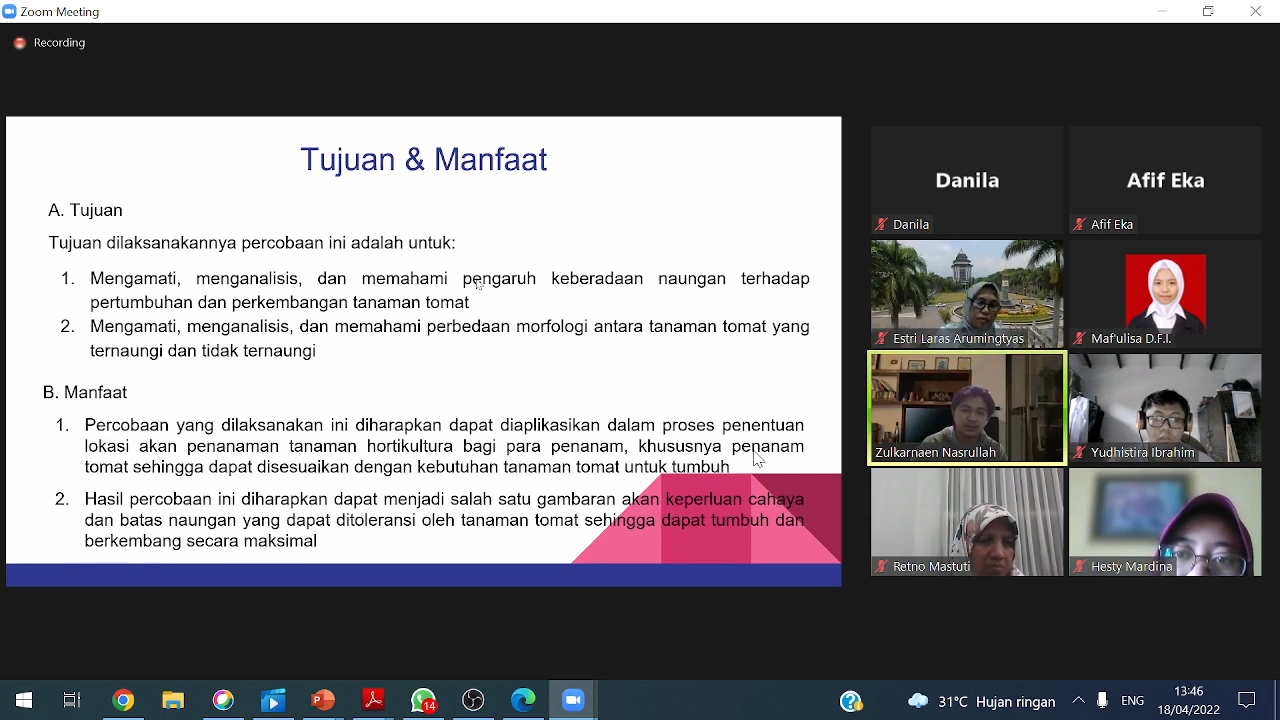 Zoom Meeting
Recording
Tujuan & Manfaat
A. Tujuan
Tujuan dilaksanakannya percobaan ini adalah untuk:
1. Mengamati, menganalisis, dan memahami pengaruh keberadaan naungan terhadap
pertumbuhan dan perkembangan tanaman tomat
2. Mengamati, menganalisis, dan memahami perbedaan morfologi antara tanaman tomat yang
ternaungi dan tidak ternaungi
B. Manfaat
1. Percobaan yang dilaksanakan ini diharapkan dapat diaplikasikan dalam proses penentuan
lokasi akan penanaman tanaman hortikultura bagi para penanam, khususnya penanam
tomat sehingga dapat disesuaikan dengan kebutuhan tanaman tomat untuk tumbuh
2. Hasil percobaan ini diharapkan dapat menjadi salah satu gambaran akan keperluan cahaya
dan batas naungan yang dapat ditoleransi oleh tanaman tomat sehingga dapat tumbuh dan
berkembang secara maksimal
Danila
Danila
Afif Eka
Afif Eka
Estri Laras Arumingtyas
Maf'ulisa D.F.I.
Zulkarnaen Nasrullah
Yudhistira Ibrahim
Retno Mastuti
Hesty Mardina
14
31°C Hujan ringan
ENG
13:46
18/04/2022